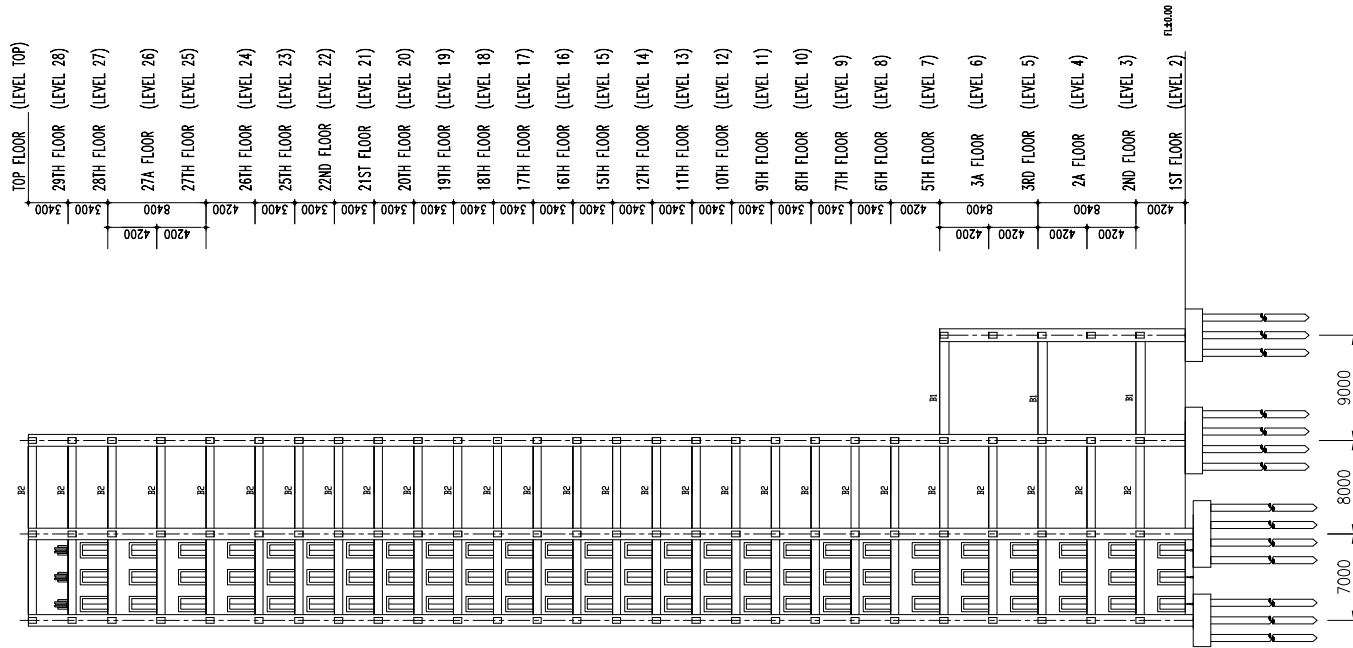 TOP FLOOR (LEVEL TOP)
29TH FLOOR (LEVEL 28)
28TH FLOOR (LEVEL 27)
27A FLOOR (LEVEL 26)
27TH FLOOR (LEVEL 25)
26TH FLOOR (LEVEL 24)
25TH FLOOR (LEVEL 23)
22ND FLOOR (LEVEL 22)
21ST FLOOR (LEVEL 21)
20TH FLOOR (LEVEL 20)
19TH FLOOR (LEVEL 19)
18TH FLOOR (LEVEL 18)
17TH FLOOR (LEVEL 17)
16TH FLOOR (LEVEL 16)
15TH FLOOR (LEVEL 15)
12TH FLOOR (LEVEL 14)
11TH FLOOR (LEVEL 13)
10TH FLOOR (LEVEL 12)
9TH FLOOR (LEVEL 11)
8TH FLOOR (LEVEL 10)
7TH FLOOR (LEVEL 9)
6TH FLOOR (LEVEL 8)
5TH FLOOR (LEVEL 7)
3A FLOOR (LEVEL 6)
3RD FLOOR (LEVEL 5)
2A FLOOR (LEVEL 4)
2ND FLOOR (LEVEL 3)
1ST FLOOR (LEVEL 2)
FL±0.00
3400 3400 8400 4200 3400 3400 3400 3400 3400 3400 3400 3400 3400 3400 3400 3400 3400 3400 3400 3400 4200 8400 8400 4200
4200 4200 4200 4200 4200 4200
B1 B1 B1
B2 B2 B2 B2 B2 B2 B2 B2 B2 B2 B2 B2 B2 B2 B2 B2 B2 B2 B2 B2 B2 B2 B2 B2 B2 B2 B2
9000
8000
7000